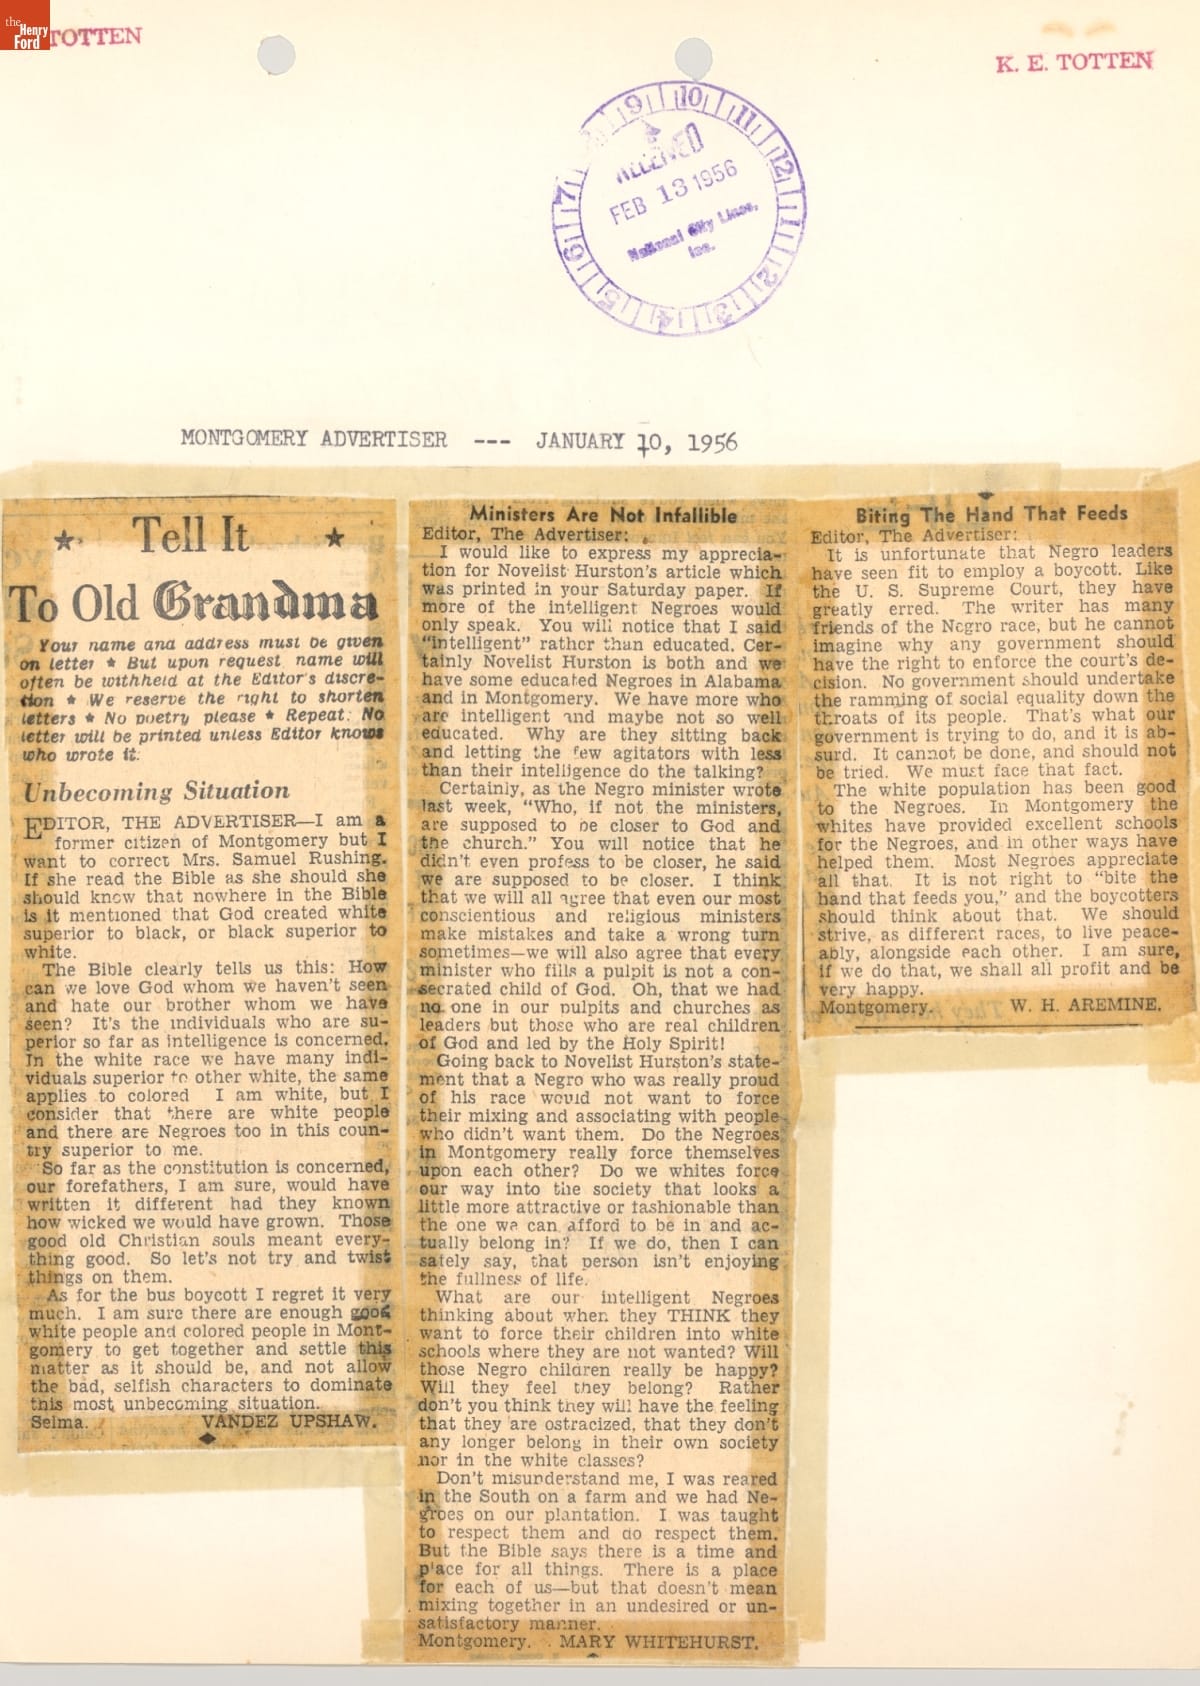 the
Henry
Ford
TOTTEN
K. E. TOTTEN
7 9 10 11 12 1 2 3 4 5 6
RECEIVED
FEB 13 1956
National City Lines,
Inc.
MONTGOMERY ADVERTISER --- JANUARY 10, 1956
★ Tell It ★
To Old Grandma
Your name and address must be given
on letter ★ But upon request name will
often be withheld at the Editor's discre-
tion ★ We reserve the right to shorten
letters ★ No poetry please ★ Repeat: No
letter will be printed unless Editor knows
who wrote it.
Unbecoming Situation
EDITOR, THE ADVERTISER—I am a
former citizen of Montgomery but I
want to correct Mrs. Samuel Rushing.
If she read the Bible as she should she
should know that nowhere in the Bible
is it mentioned that God created white
superior to black, or black superior to
white.
The Bible clearly tells us this: How
can we love God whom we haven't seen
and hate our brother whom we have
seen? It's the individuals who are su-
perior so far as intelligence is concerned.
In the white race we have many indi-
viduals superior to other white, the same
applies to colored I am white, but I
consider that there are white people
and there are Negroes too in this coun-
try superior to me.
So far as the constitution is concerned,
our forefathers, I am sure, would have
written it different had they known
how wicked we would have grown. Those
good old Christian souls meant every-
thing good. So let's not try and twist
things on them.
As for the bus boycott I regret it very
much. I am sure there are enough good
white people and colored people in Mont-
gomery to get together and settle this
matter as it should be, and not allow
the bad, selfish characters to dominate
this most unbecoming situation.
Selma. VANDEZ UPSHAW.
Ministers Are Not Infallible
Editor, The Advertiser:
I would like to express my apprecia-
tion for Novelist Hurston's article which
was printed in your Saturday paper. If
more of the intelligent Negroes would
only speak. You will notice that I said
"intelligent" rather than educated. Cer-
tainly Novelist Hurston is both and we
have some educated Negroes in Alabama
and in Montgomery. We have more who
are intelligent and maybe not so well
educated. Why are they sitting back
and letting the few agitators with less
than their intelligence do the talking?
Certainly, as the Negro minister wrote
last week, "Who, if not the ministers,
are supposed to be closer to God and
the church." You will notice that he
didn't even profess to be closer, he said
we are supposed to be closer. I think
that we will all agree that even our most
conscientious and religious ministers
make mistakes and take a wrong turn
sometimes—we will also agree that every
minister who fills a pulpit is not a con-
secrated child of God. Oh, that we had
no one in our pulpits and churches as
leaders but those who are real children
of God and led by the Holy Spirit!
Going back to Novelist Hurston's state-
ment that a Negro who was really proud
of his race would not want to force
their mixing and associating with people
who didn't want them. Do the Negroes
in Montgomery really force themselves
upon each other? Do we whites force
our way into the society that looks a
little more attractive or fashionable than
the one we can afford to be in and ac-
tually belong in? If we do, then I can
safely say, that person isn't enjoying
the fullness of life.
What are our intelligent Negroes
thinking about when they THINK they
want to force their children into white
schools where they are not wanted? Will
those Negro children really be happy?
Will they feel they belong? Rather
don't you think they will have the feeling
that they are ostracized, that they don't
any longer belong in their own society
nor in the white classes?
Don't misunderstand me, I was reared
in the South on a farm and we had Ne-
groes on our plantation. I was taught
to respect them and do respect them.
But the Bible says there is a time and
place for all things. There is a place
for each of us—but that doesn't mean
mixing together in an undesired or un-
satisfactory manner.
Montgomery. MARY WHITEHURST.
Biting The Hand That Feeds
Editor, The Advertiser:
It is unfortunate that Negro leaders
have seen fit to employ a boycott. Like
the U. S. Supreme Court, they have
greatly erred. The writer has many
friends of the Negro race, but he cannot
imagine why any government should
have the right to enforce the court's de-
cision. No government should undertake
the ramming of social equality down the
throats of its people. That's what our
government is trying to do, and it is ab-
surd. It cannot be done, and should not
be tried. We must face that fact.
The white population has been good
to the Negroes. In Montgomery the
whites have provided excellent schools
for the Negroes, and in other ways have
helped them. Most Negroes appreciate
all that. It is not right to "bite the
hand that feeds you," and the boycotters
should think about that. We should
strive, as different races, to live peace-
ably, alongside each other. I am sure,
if we do that, we shall all profit and be
very happy.
Montgomery. W. H. AREMINE.